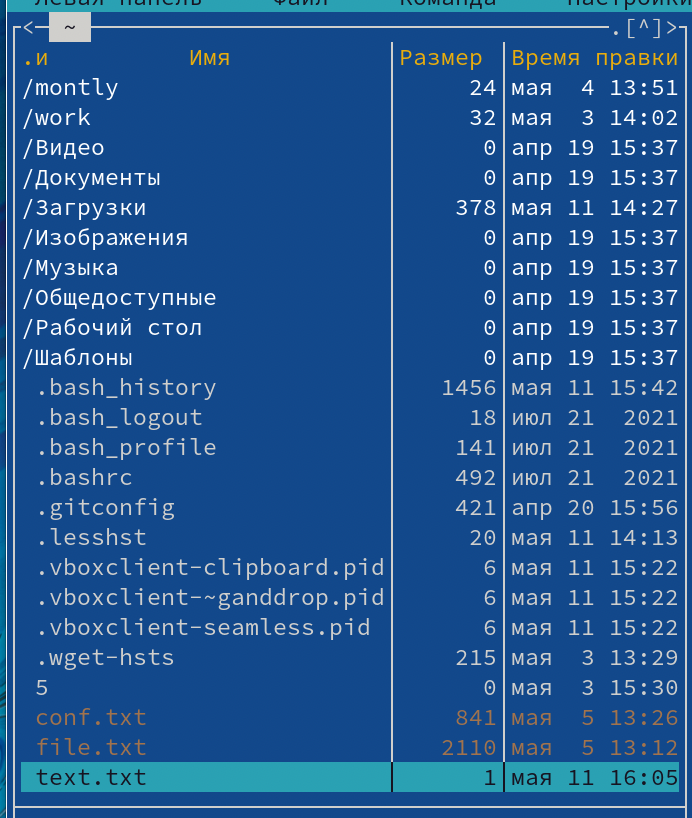 Левая панель Файл Команда Настройки
<─ ~ .[^]>
.и Имя Размер Время правки
/montly 24 мая 4 13:51
/work 32 мая 3 14:02
/Видео 0 апр 19 15:37
/Документы 0 апр 19 15:37
/Загрузки 378 мая 11 14:27
/Изображения 0 апр 19 15:37
/Музыка 0 апр 19 15:37
/Общедоступные 0 апр 19 15:37
/Рабочий стол 0 апр 19 15:37
/Шаблоны 0 апр 19 15:37
.bash_history 1456 мая 11 15:42
.bash_logout 18 июл 21 2021
.bash_profile 141 июл 21 2021
.bashrc 492 июл 21 2021
.gitconfig 421 апр 20 15:56
.lesshst 20 мая 11 14:13
.vboxclient-clipboard.pid 6 мая 11 15:22
.vboxclient-~ganddrop.pid 6 мая 11 15:22
.vboxclient-seamless.pid 6 мая 11 15:22
.wget-hsts 215 мая 3 13:29
5 0 мая 3 15:30
conf.txt 841 мая 5 13:26
file.txt 2110 мая 5 13:12
text.txt 1 мая 11 16:05